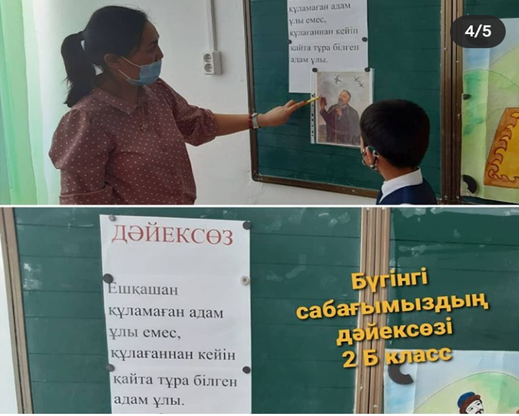 құламаған адам
ұлы емес,
құлағаннан кейін
қайта тұра білген
адам ұлы.
4/5
ДӘЙЕКСӨЗ
Ешқашан
құламаған адам
ұлы емес,
құлағаннан кейін
қайта тұра білген
адам ұлы.
Бүгінгі
сабағымыздың
дәйексөзі
2 Б класс